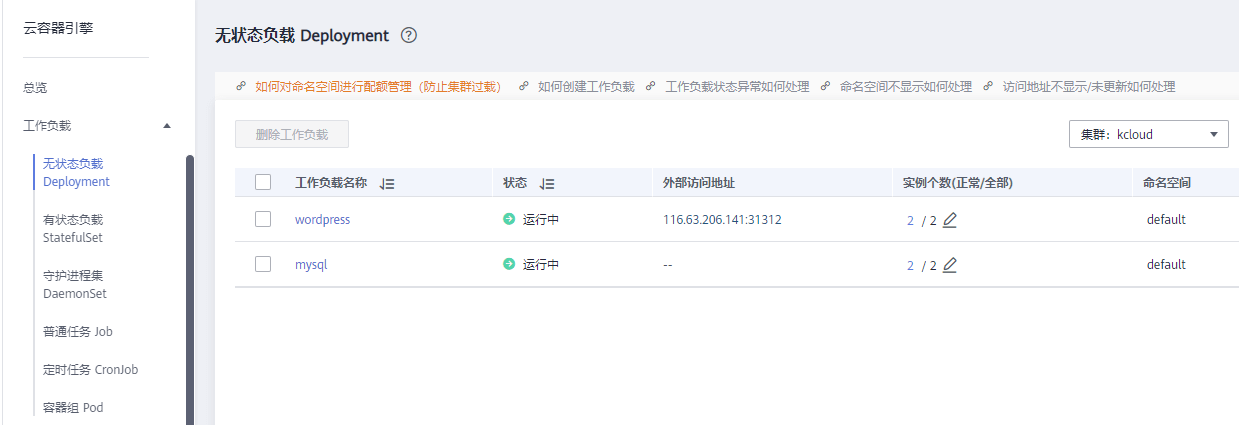 云容器引擎
总览
工作负载
无状态负载
Deployment
有状态负载
StatefulSet
守护进程集
DaemonSet
普通任务 Job
定时任务 CronJob
容器组 Pod
无状态负载 Deployment ?
如何对命名空间进行配额管理（防止集群过载） 如何创建工作负载 工作负载状态异常如何处理 命名空间不显示如何处理 访问地址不显示/未更新如何处理
删除工作负载 集群：kcloud
工作负载名称 状态 外部访问地址 实例个数(正常/全部) 命名空间
wordpress 运行中 116.63.206.141:31312 2 / 2 default
mysql 运行中 -- 2 / 2 default